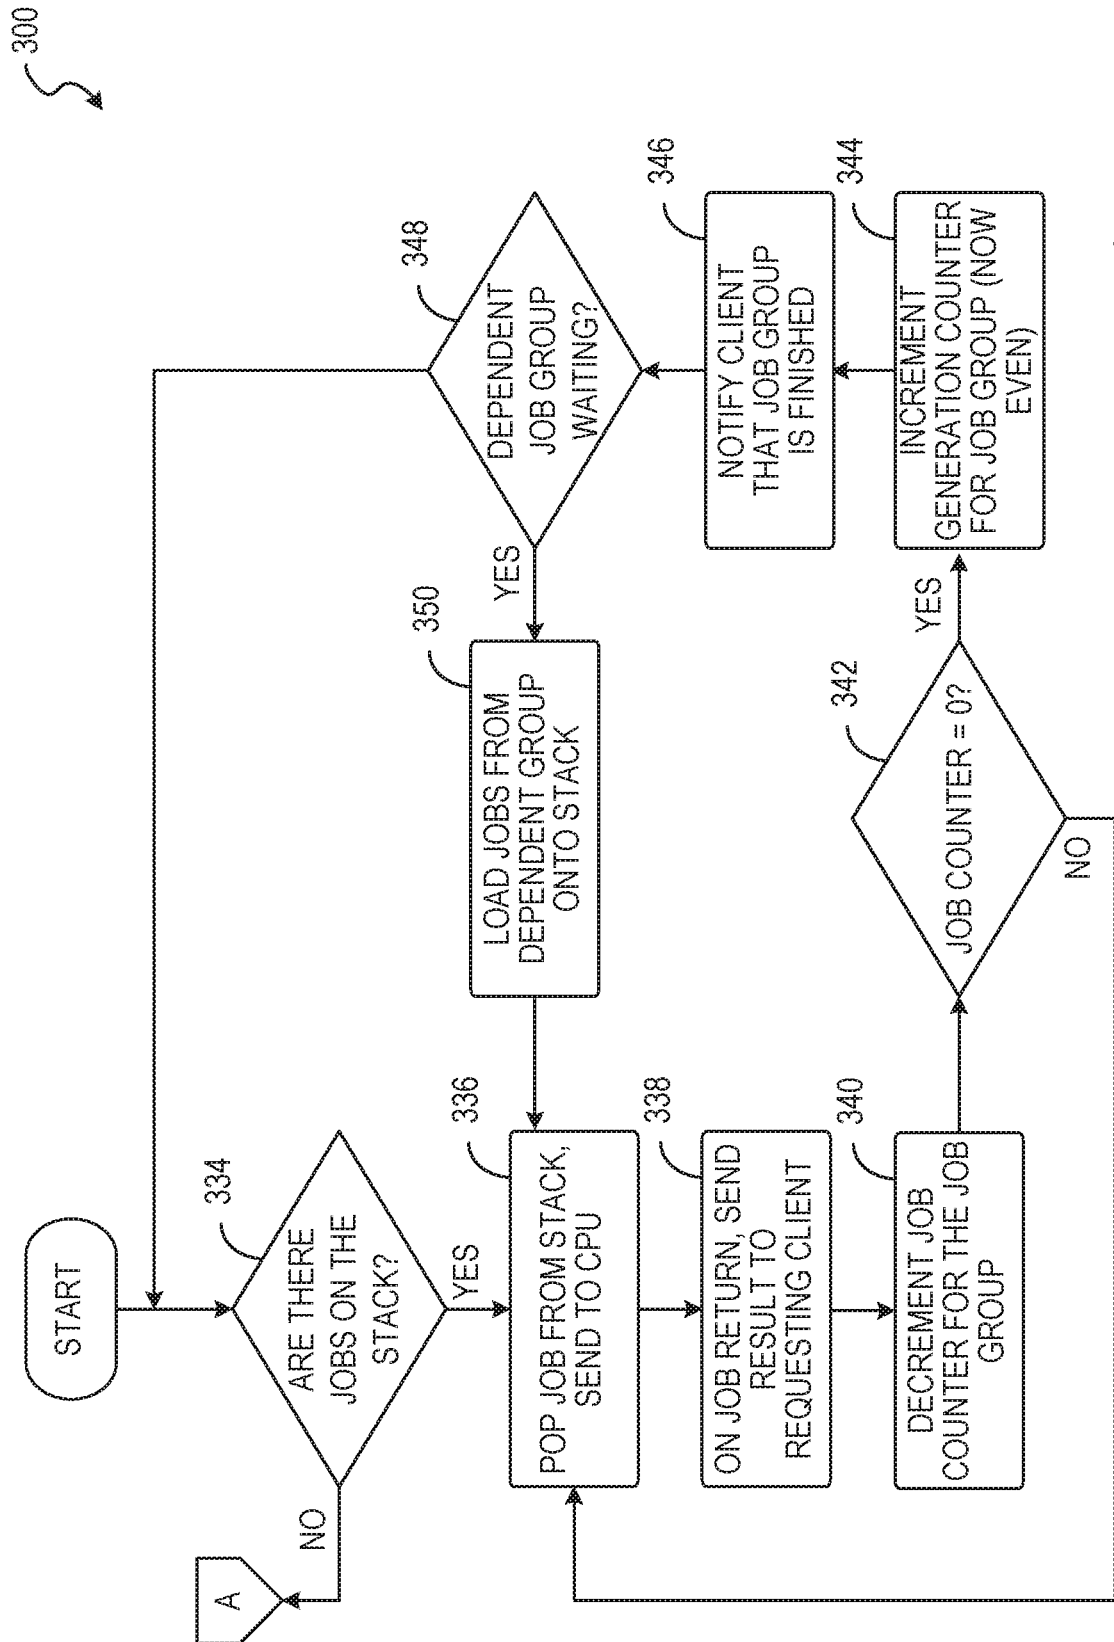 300
START
334
ARE THERE
JOBS ON THE
STACK?
NO
A
YES
336
POP JOB FROM STACK,
SEND TO CPU
338
ON JOB RETURN, SEND
RESULT TO
REQUESTING CLIENT
340
DECREMENT JOB
COUNTER FOR THE JOB
GROUP
342
JOB COUNTER = 0?
NO
YES
344
INCREMENT
GENERATION COUNTER
FOR JOB GROUP (NOW
EVEN)
346
NOTIFY CLIENT
THAT JOB GROUP
IS FINISHED
348
DEPENDENT
JOB GROUP
WAITING?
YES
350
LOAD JOBS FROM
DEPENDENT GROUP
ONTO STACK